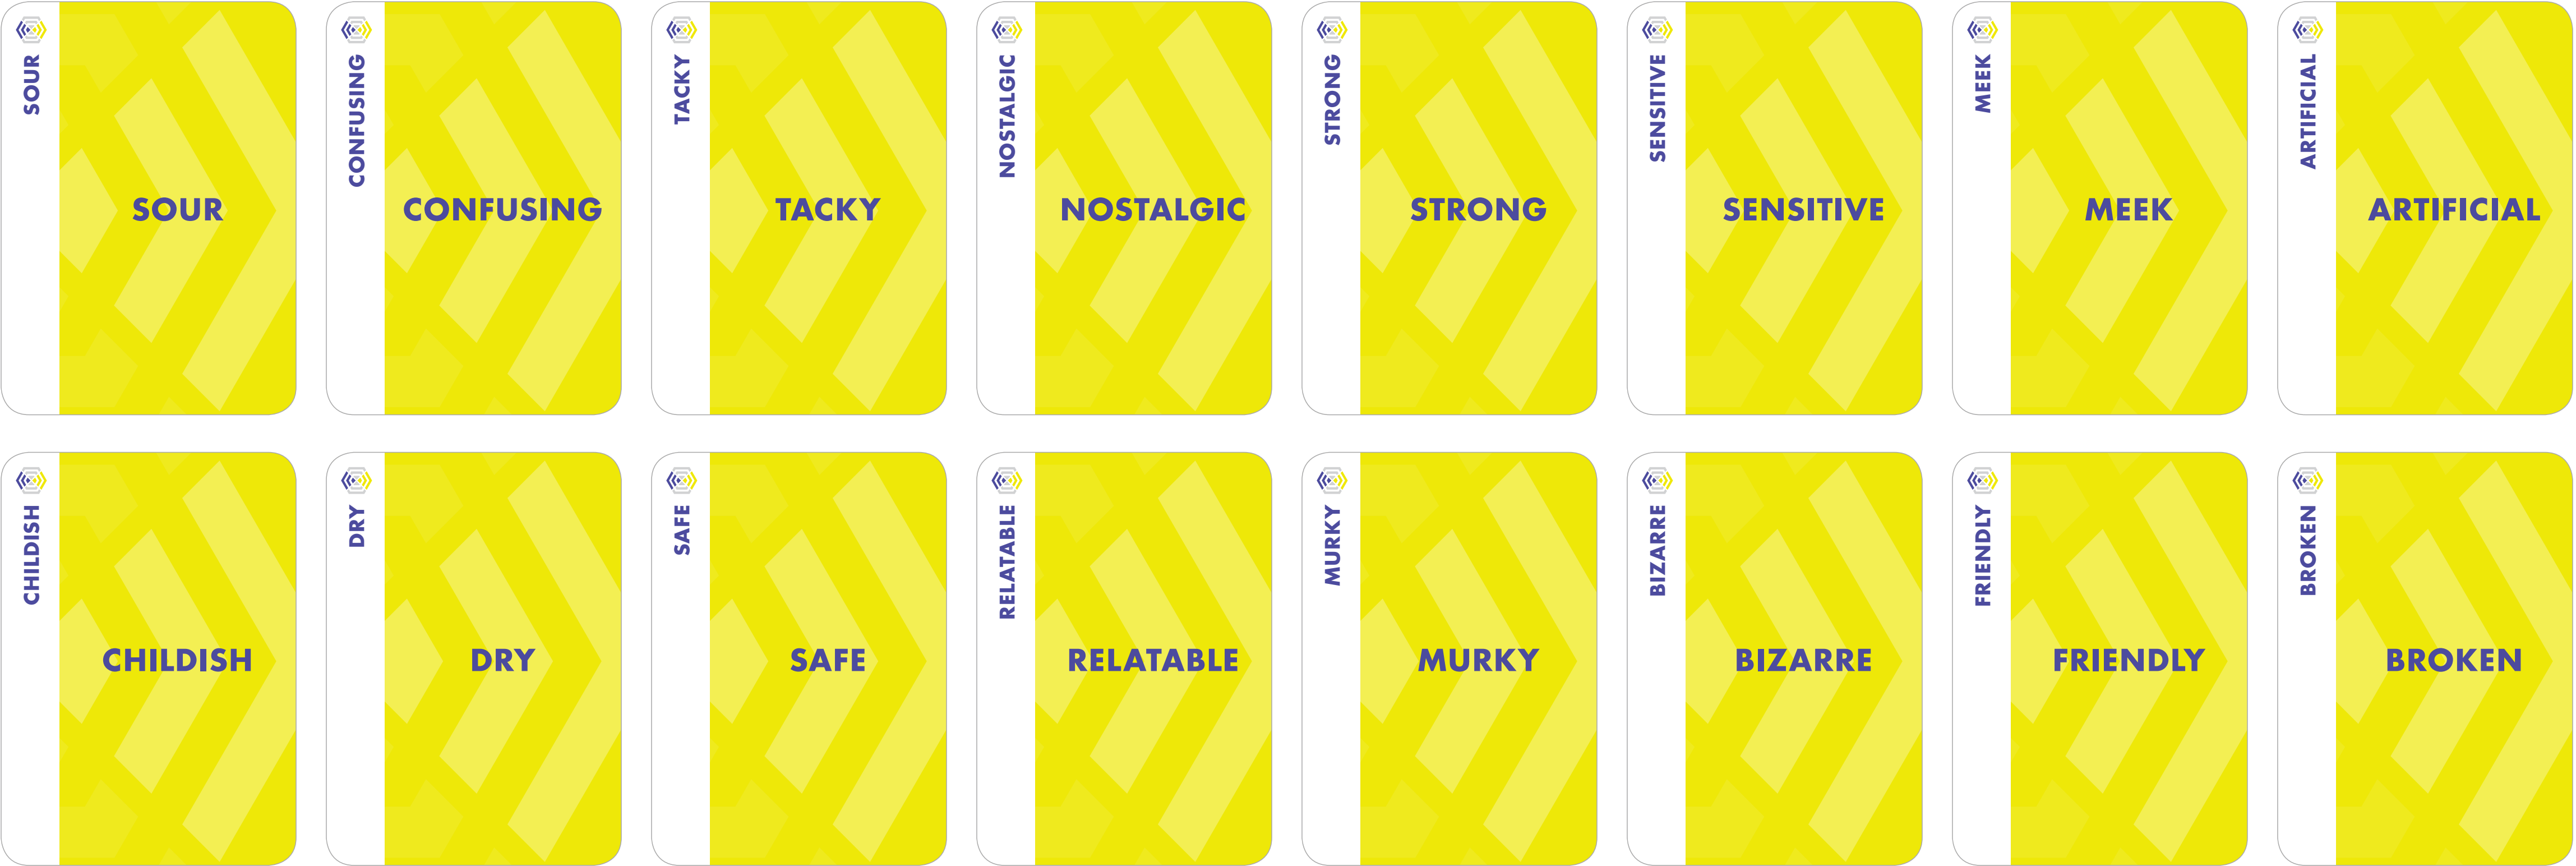 SOUR
SOUR
CONFUSING
CONFUSING
TACKY
TACKY
NOSTALGIC
NOSTALGIC
STRONG
STRONG
SENSITIVE
SENSITIVE
MEEK
MEEK
ARTIFICIAL
ARTIFICIAL
CHILDISH
CHILDISH
DRY
DRY
SAFE
SAFE
RELATABLE
RELATABLE
MURKY
MURKY
BIZARRE
BIZARRE
FRIENDLY
FRIENDLY
BROKEN
BROKEN